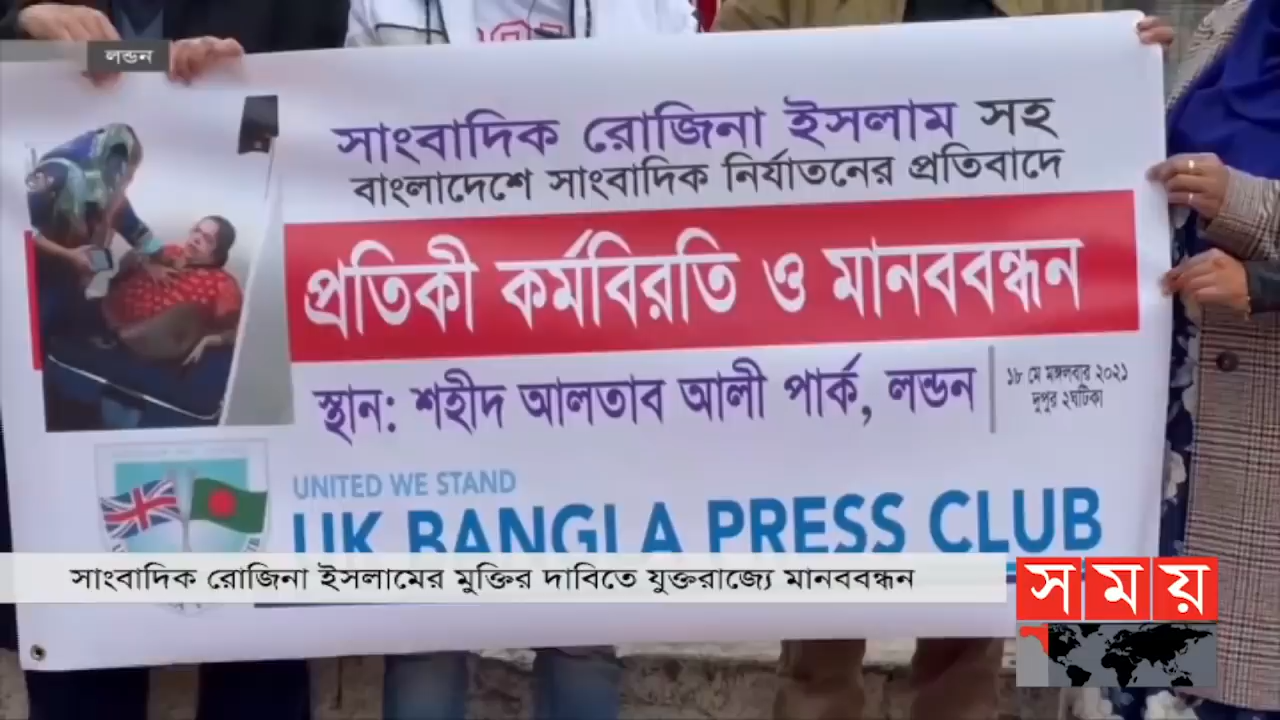 লন্ডন
সাংবাদিক রোজিনা ইসলাম সহ
বাংলাদেশে সাংবাদিক নির্যাতনের প্রতিবাদে
প্রতিকী কর্মবিরতি ও মানববন্ধন
স্থান: শহীদ আলতাব আলী পার্ক, লন্ডন
১৮ মে মঙ্গলবার ২০২১
দুপুর ২ঘটিকা
UNITED WE STAND
UK BANGLA PRESS CLUB
সাংবাদিক রোজিনা ইসলামের মুক্তির দাবিতে যুক্তরাজ্যে মানববন্ধন
সময়